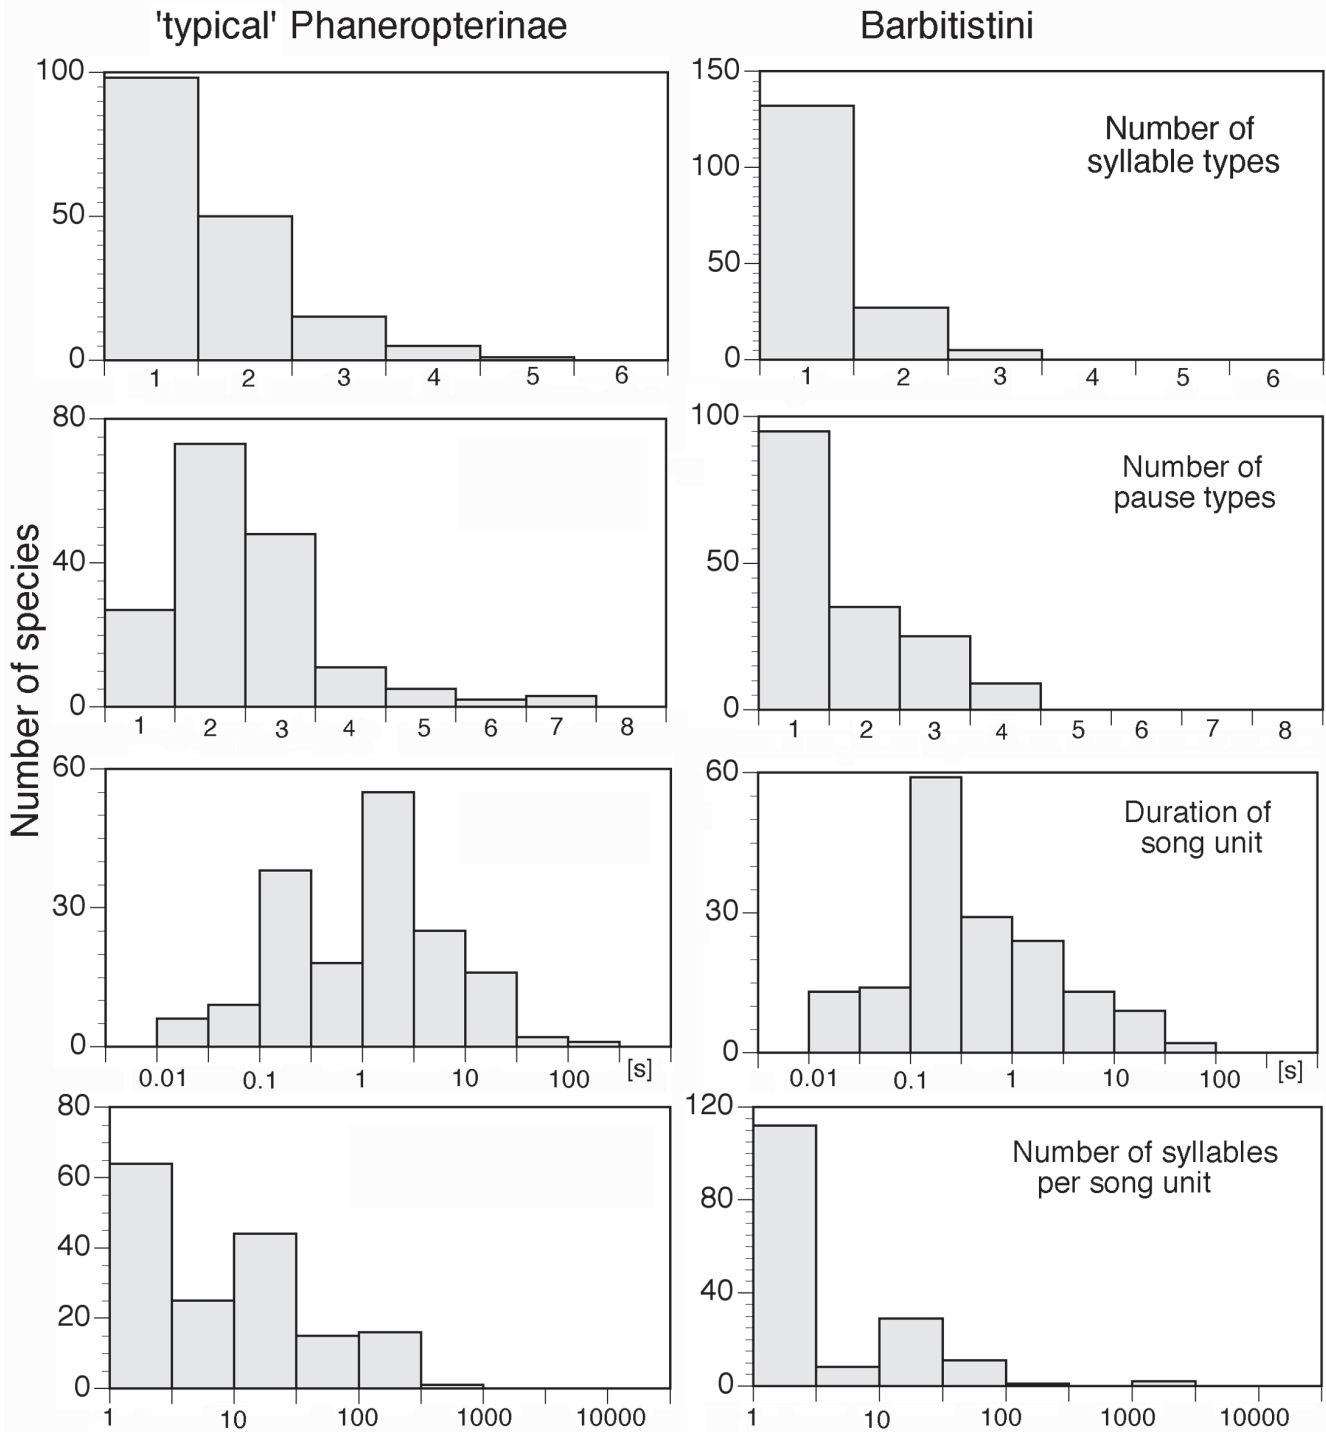 'typical' Phaneropterinae
Barbitistini
Number of species
100
50
0
1 2 3 4 5 6
150
100
50
0
Number of
syllable types
1 2 3 4 5 6
80
40
0
1 2 3 4 5 6 7 8
100
50
0
Number of
pause types
1 2 3 4 5 6 7 8
60
30
0
0.01 0.1 1 10 100 [s]
60
30
0
Duration of
song unit
0.01 0.1 1 10 100 [s]
80
60
40
20
0
1 10 100 1000 10000
120
80
40
0
Number of syllables
per song unit
1 10 100 1000 10000